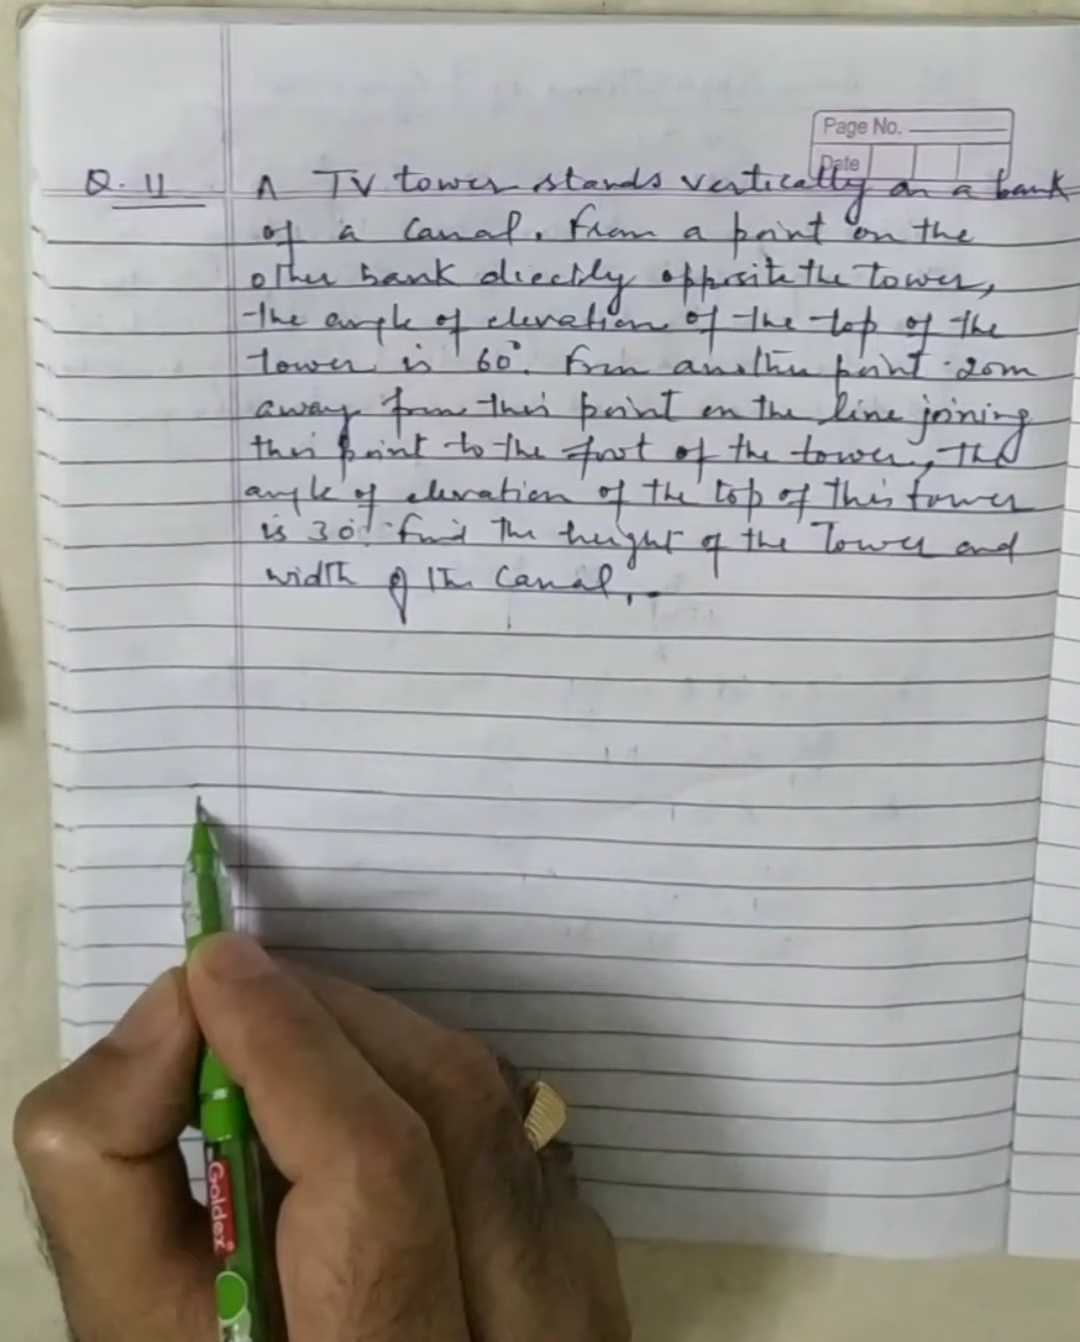 Page No.
Date
Q. 11 A TV tower stands vertically on a bank
of a canal. From a point on the
other bank diectly opposite the tower,
the angle of elevation of the top of the
tower is 60°. From another point 20m
away from this point on the line joining
this point to the foot of the tower, the
angle of elevation of the top of this tower
is 30°. find the height of the Tower and
width of the Canal.
Goldex